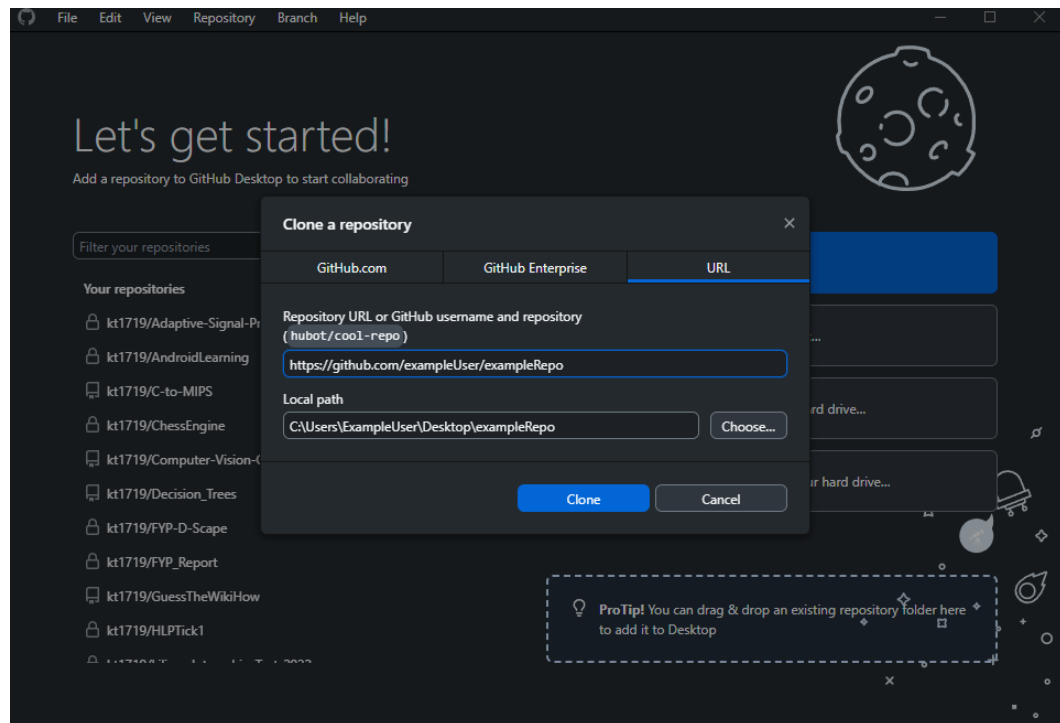 File Edit View Repository Branch Help
Let's get started!
Add a repository to GitHub Desktop to start collaborating
Filter your repositories
Your repositories
kt1719/Adaptive-Signal-Pr
kt1719/AndroidLearning
kt1719/C-to-MIPS
kt1719/ChessEngine
kt1719/Computer-Vision-C
kt1719/Decision_Trees
kt1719/FYP-D-Scape
kt1719/FYP_Report
kt1719/GuessTheWikiHow
kt1719/HLPTick1
Clone a repository
GitHub.com GitHub Enterprise URL
Repository URL or GitHub username and repository
(hubot/cool-repo)
https://github.com/exampleUser/exampleRepo
Local path
C:\Users\ExampleUser\Desktop\exampleRepo Choose...
Clone Cancel
...
rd drive...
ur hard drive...
ProTip! You can drag & drop an existing repository folder here
to add it to Desktop